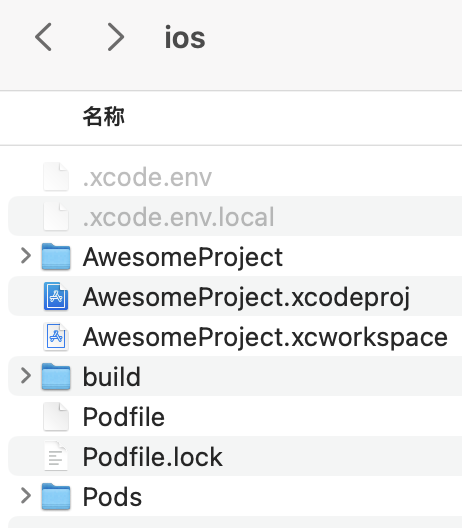 ios
名称
.xcode.env
.xcode.env.local
AwesomeProject
AwesomeProject.xcodeproj
AwesomeProject.xcworkspace
build
Podfile
Podfile.lock
Pods